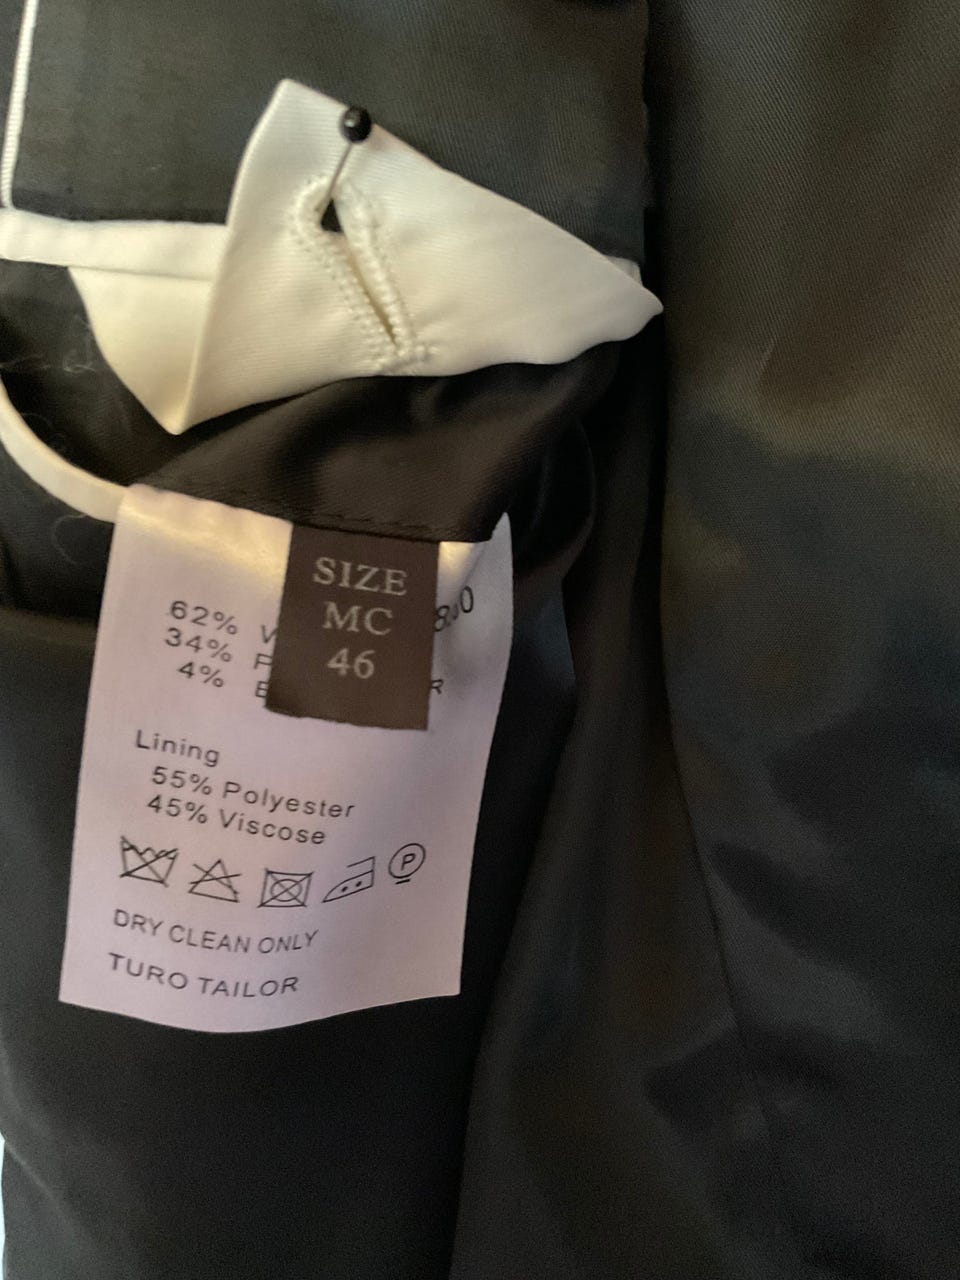 SIZE
MC
46
62%
34%
4%
Lining
55% Polyester
45% Viscose
P
DRY CLEAN ONLY
TURO TAILOR